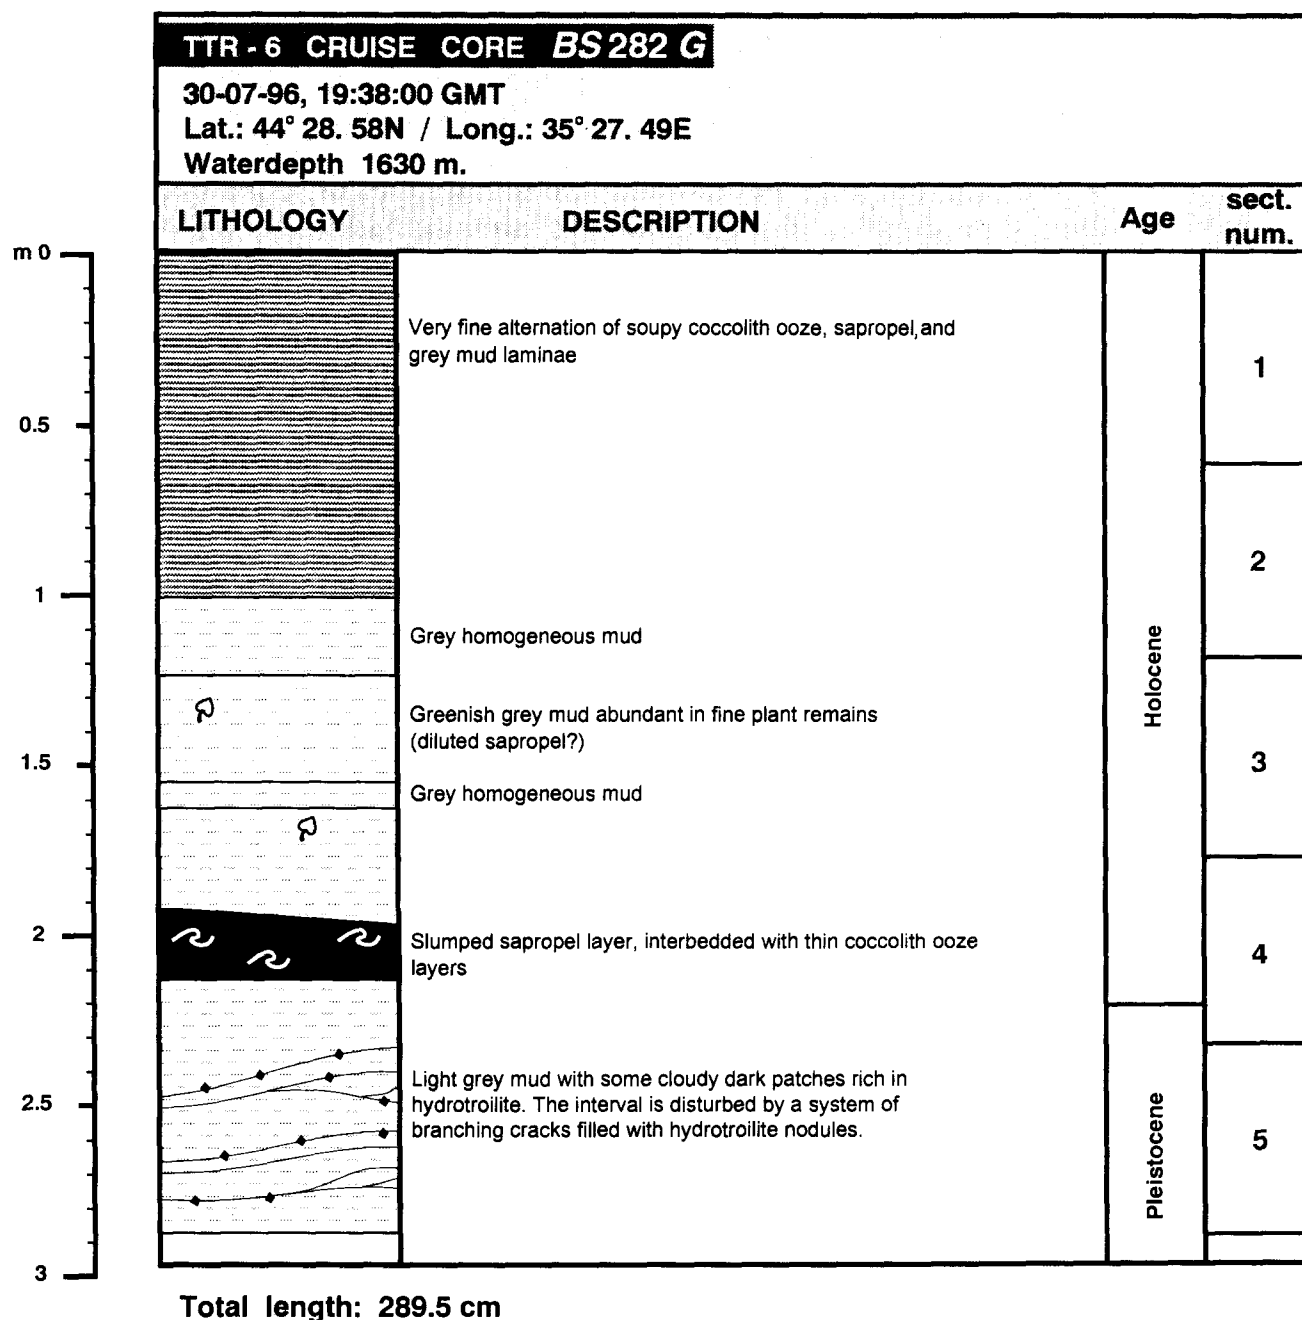 TTR - 6 CRUISE CORE BS 282 G
30-07-96, 19:38:00 GMT
Lat.: 44° 28. 58N / Long.: 35° 27. 49E
Waterdepth 1630 m.
LITHOLOGY DESCRIPTION Age sect. num.
m 0
Very fine alternation of soupy coccolith ooze, sapropel, and
grey mud laminae
1
0.5
2
1
Grey homogeneous mud
Holocene
Greenish grey mud abundant in fine plant remains
(diluted sapropel?)
1.5
3
Grey homogeneous mud
2
Slumped sapropel layer, interbedded with thin coccolith ooze
layers
4
Light grey mud with some cloudy dark patches rich in
hydrotroilite. The interval is disturbed by a system of
branching cracks filled with hydrotroilite nodules.
2.5
5
Pleistocene
3
Total length: 289.5 cm